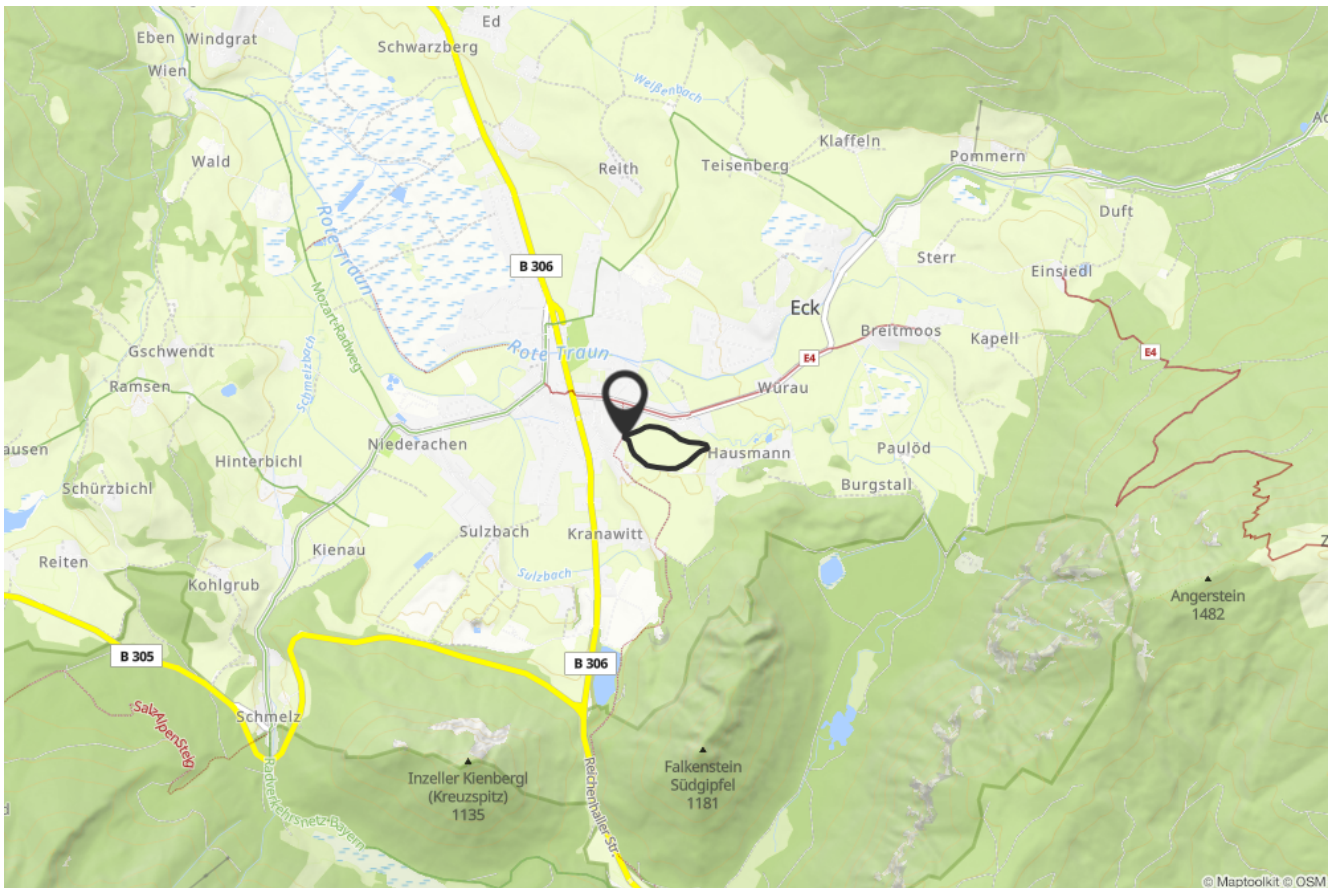 Ed
Eben
Windgrat
Schwarzberg
Wien
Weißenbach
Klaffeln
Wald
Reith
Teisenberg
Pommern
Duft
Rote Traun
B 306
Sterr
Einsiedl
Mozart-Radweg
Eck
Schmelzbach
Breitmoos
Kapell
Gschwendt
Rote Traun
E4
E4
Ramsen
Wurau
Niederachen
Hausmann
Paulöd
ausen
Hinterbichl
Schürzbichl
Burgstall
Sulzbach
Kranawitt
Reiten
Kienau
Kohlgrub
Sulzbach
Angerstein
1482
B 305
B 306
SalzAlpenSteig
Schmelz
Radverkehrsnetz-Bayern
Inzeller Kienbergl
(Kreuzspitz)
1135
Falkenstein
Südgipfel
1181
Reichenhaller Str.
© Maptoolkit © OSM